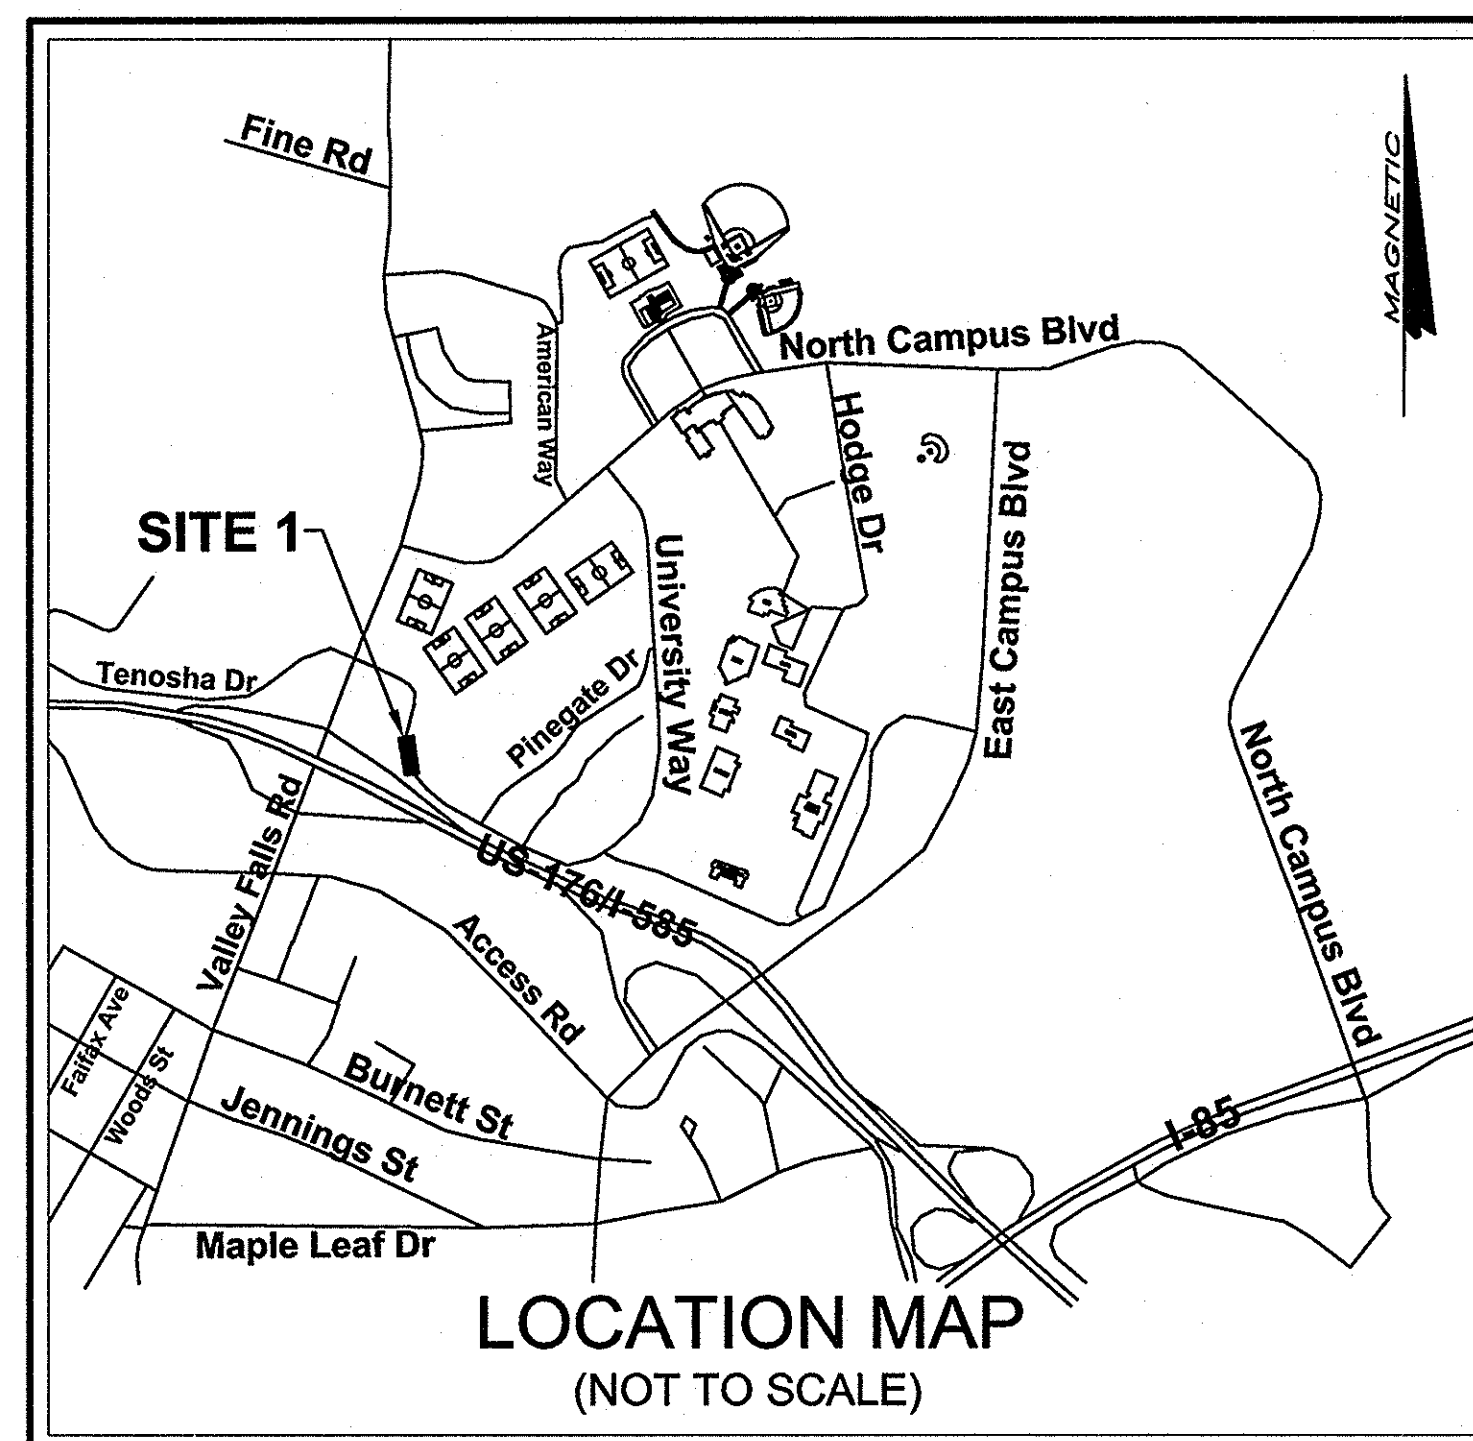 Fine Rd
MAGNETIC
American Way
North Campus Blvd
Hodge Dr
East Campus Blvd
SITE 1
University Way
Tenosha Dr
Pinegate Dr
North Campus Blvd
Valley Falls Rd
US-176/I-585
Access Rd
Faifax Ave
Woods St
Burnett St
Jennings St
I-85
Maple Leaf Dr
LOCATION MAP
(NOT TO SCALE)